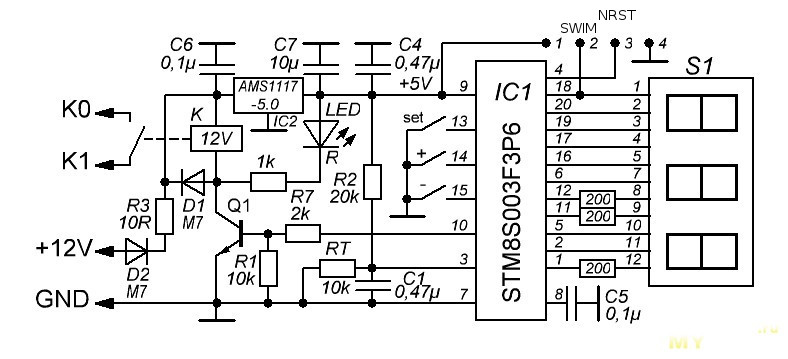 NRST
SWIM
1 2 3 4
C6
0,1µ
C7
10µ
C4
0,47µ
+5V
AMS1117
-5.0
IC2
K0
K1
K
12V
LED
R
1k
R3
10R
D1
M7
Q1
R7
2k
R2
20k
+12V
D2
M7
R1
10k
RT
10k
C1
0,47µ
GND
set
+
-
9
13
14
15
10
3
7
IC1
STM8S003F3P6
4
18
20
19
17
16
6
12
11
5
2
1
8
200
200
200
C5
0,1µ
S1
1
2
3
4
5
6
7
8
9
10
11
12
MY
.ru